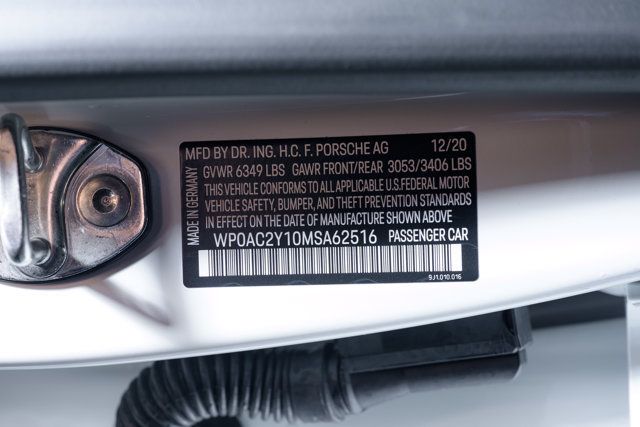 MFD BY DR. ING. H.C. F. PORSCHE AG 12/20
GVWR 6349 LBS GAWR FRONT/REAR 3053/3406 LBS
THIS VEHICLE CONFORMS TO ALL APPLICABLE U.S.FEDERAL MOTOR
VEHICLE SAFETY, BUMPER, AND THEFT PREVENTION STANDARDS
IN EFFECT ON THE DATE OF MANUFACTURE SHOWN ABOVE
WP0AC2Y10MSA62516 PASSENGER CAR
9J1.010.016
MADE IN GERMANY